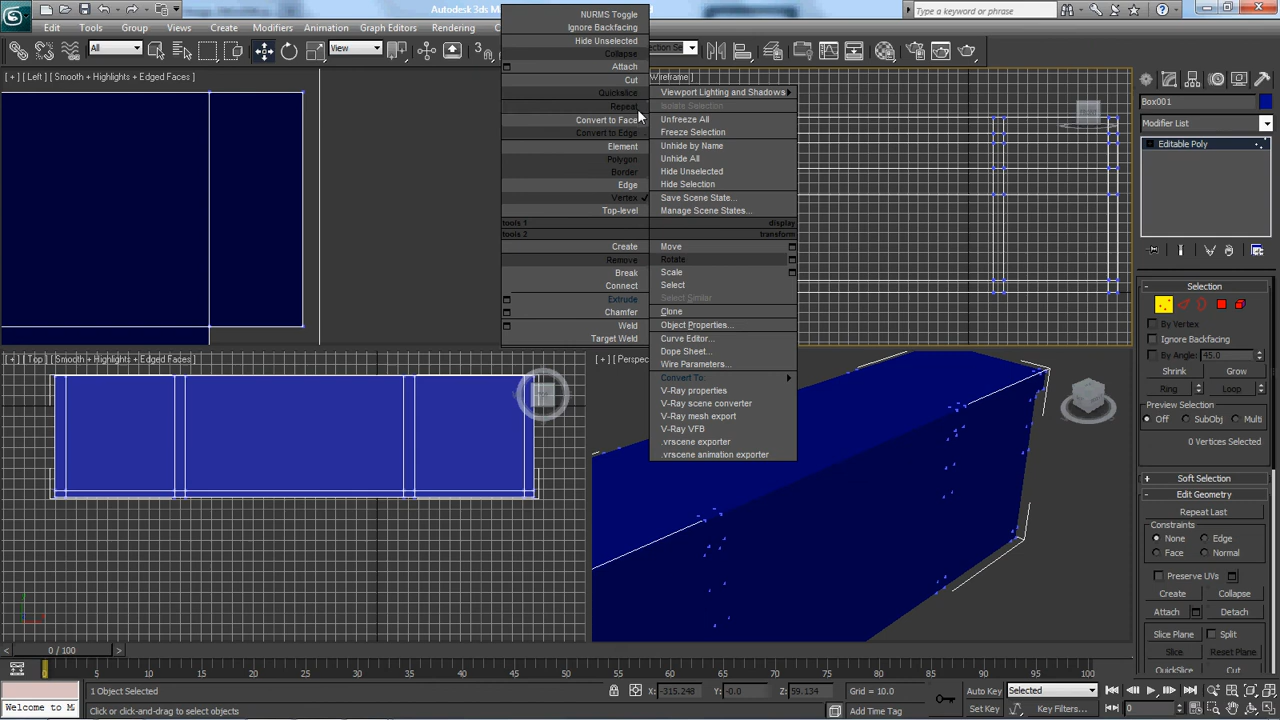 Autodesk 3ds Max
Type a keyword or phrase
Edit
Tools
Group
Views
Create
Rendering
All
View
NURMS Toggle
Ignore Backfacing
Hide Unselected
Collapse
Attach
Cut
Quickslice
Repeat
Convert to Face
Convert to Edge
Element
Polygon
Border
Edge
Vertex
Top-level
tools 1
tools 2
Create
Remove
Break
Connect
Extrude
Chamfer
Weld
Target Weld
Viewport Lighting and Shadows
Isolate Selection
Unfreeze All
Freeze Selection
Unhide by Name
Unhide All
Hide Unselected
Hide Selection
Save Scene State...
Manage Scene States...
display
transform
Move
Rotate
Scale
Select
Select Similar
Clone
Object Properties...
Curve Editor...
Dope Sheet...
Wire Parameters...
Convert To:
V-Ray properties
V-Ray scene converter
V-Ray mesh export
V-Ray VFB
.vrscene exporter
.vrscene animation exporter
[ + ] [ Left ] [ Smooth + Highlights + Edged Faces ]
Wireframe ]
[ + ] [ Top ] [ Smooth + Highlights + Edged Faces ]
[ + ] [ Perspec
Box001
Modifier List
Editable Poly
Selection
By Vertex
Ignore Backfacing
By Angle: 45.0
Shrink Grow
Ring Loop
Preview Selection
Off SubObj Multi
0 Vertices Selected
Soft Selection
Edit Geometry
Repeat Last
Constraints
None Edge
Face Normal
Preserve UVs
Create Collapse
Attach Detach
Slice Plane Split
Slice Reset Plane
QuickSlice Cut
0 / 100
0 5 10 15 20 25 30 35 40 45 50 55 60 65 70 75 80 85 90 95 100
1 Object Selected
X: -315.248 Y: -0.0 Z: 59.134 Grid = 10.0
Auto Key Selected
Welcome to M
Click or click-and-drag to select objects
Add Time Tag
Set Key Key Filters... 0